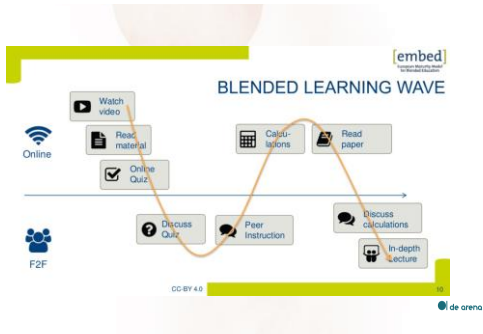 [embed]
European Maturity Model
for Blended Education
BLENDED LEARNING WAVE
Watch
video
Read
material
Online
Quiz
Online
Calcu-
lations
Read
paper
Discuss
Quiz
Peer
Instruction
Discuss
calculations
In-depth
Lecture
F2F
CC-BY 4.0
10
de arena